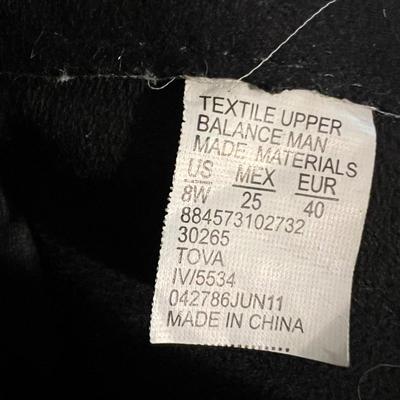 TEXTILE UPPER
BALANCE MAN
MADE MATERIALS
US MEX EUR
8W 25 40
884573102732
30265
TOVA
IV/5534
042786JUN11
MADE IN CHINA